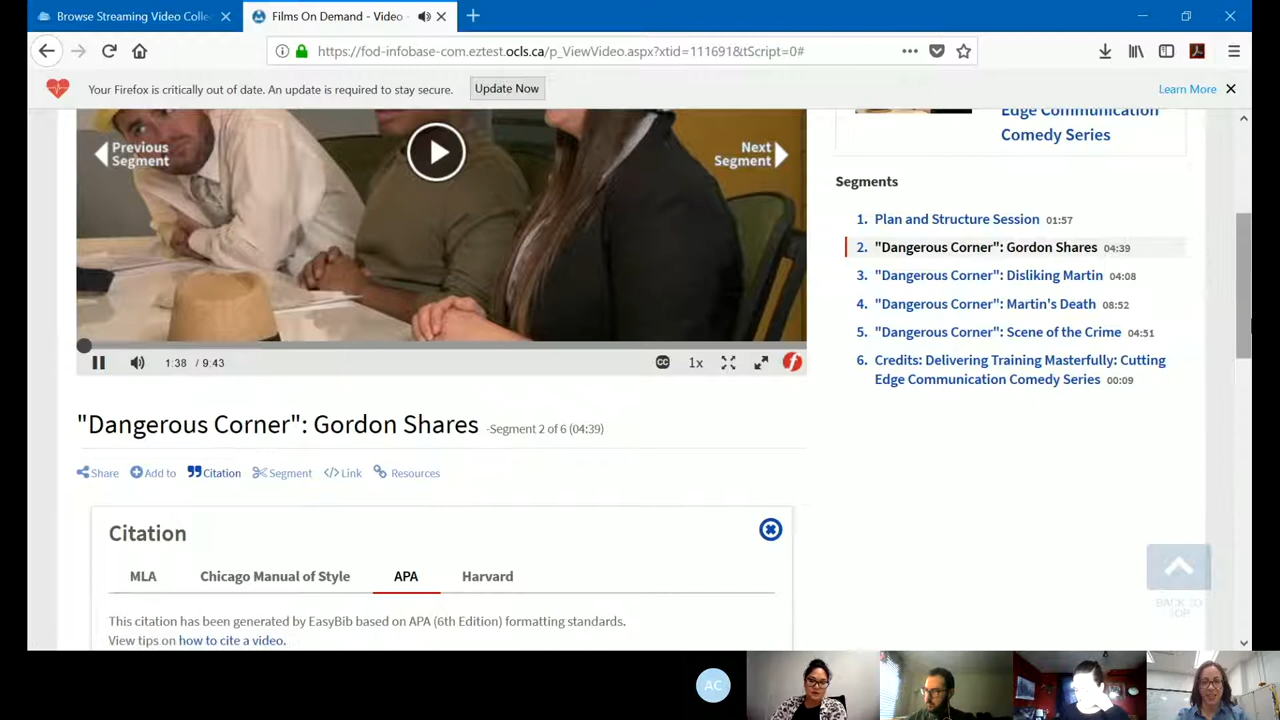 Browse Streaming Video Colle
Films On Demand - Video -
https://fod-infobase-com.eztest.ocls.ca/p_ViewVideo.aspx?xtid=111691&tScript=0#
Your Firefox is critically out of date. An update is required to stay secure.
Update Now
Learn More
Previous
Segment
Next
Segment
1:38 / 9:43
CC
1x
"Dangerous Corner": Gordon Shares -Segment 2 of 6 (04:39)
Share
Add to
Citation
Segment
</> Link
Resources
Citation
MLA
Chicago Manual of Style
APA
Harvard
This citation has been generated by EasyBib based on APA (6th Edition) formatting standards.
View tips on how to cite a video.
Edge Communication
Comedy Series
Segments
1. Plan and Structure Session 01:57
2. "Dangerous Corner": Gordon Shares 04:39
3. "Dangerous Corner": Disliking Martin 04:08
4. "Dangerous Corner": Martin's Death 08:52
5. "Dangerous Corner": Scene of the Crime 04:51
6. Credits: Delivering Training Masterfully: Cutting
Edge Communication Comedy Series 00:09
BACK TO
TOP
AC